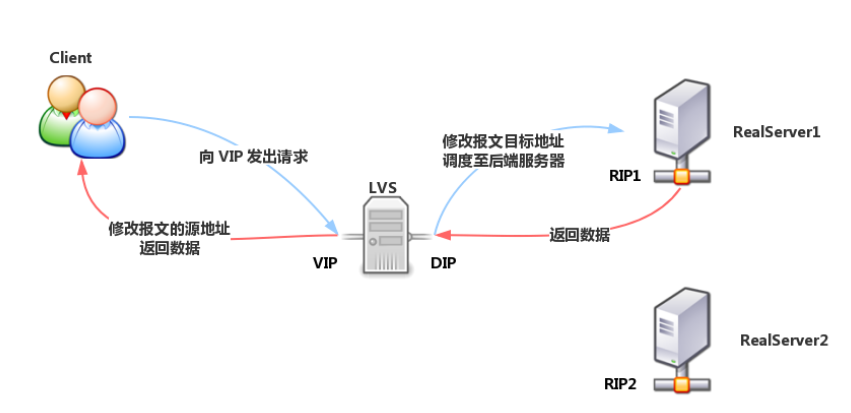 Client
向 VIP 发出请求
修改报文的源地址
返回数据
LVS
VIP
DIP
修改报文目标地址
调度至后端服务器
返回数据
RIP1
RealServer1
RIP2
RealServer2